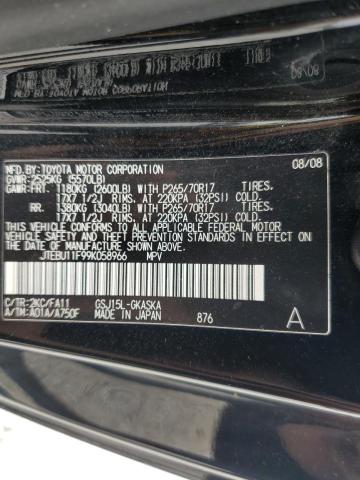 MFD. BY: TOYOTA MOTOR CORPORATION 08/08
GVWR: 2525KG (5570LB)
GAWR: FRT. 1180KG (2600LB) WITH P265/70R17 TIRES.
17X7 1/2J RIMS, AT 220KPA (32PSI) COLD.
RR. 1380KG (3040LB) WITH P265/70R17 TIRES.
17X7 1/2J RIMS, AT 220KPA (32PSI) COLD.
THIS VEHICLE CONFORMS TO ALL APPLICABLE FEDERAL MOTOR
VEHICLE SAFETY, AND THEFT PREVENTION STANDARDS IN EFFECT
ON THE DATE OF MANUFACTURE SHOWN ABOVE.
JTEBU11F99K058966 MPV
C/TR: 2KC/FA11 GSJ15L-GKASKA
A/TM: A01A/A750F MADE IN JAPAN 876 A